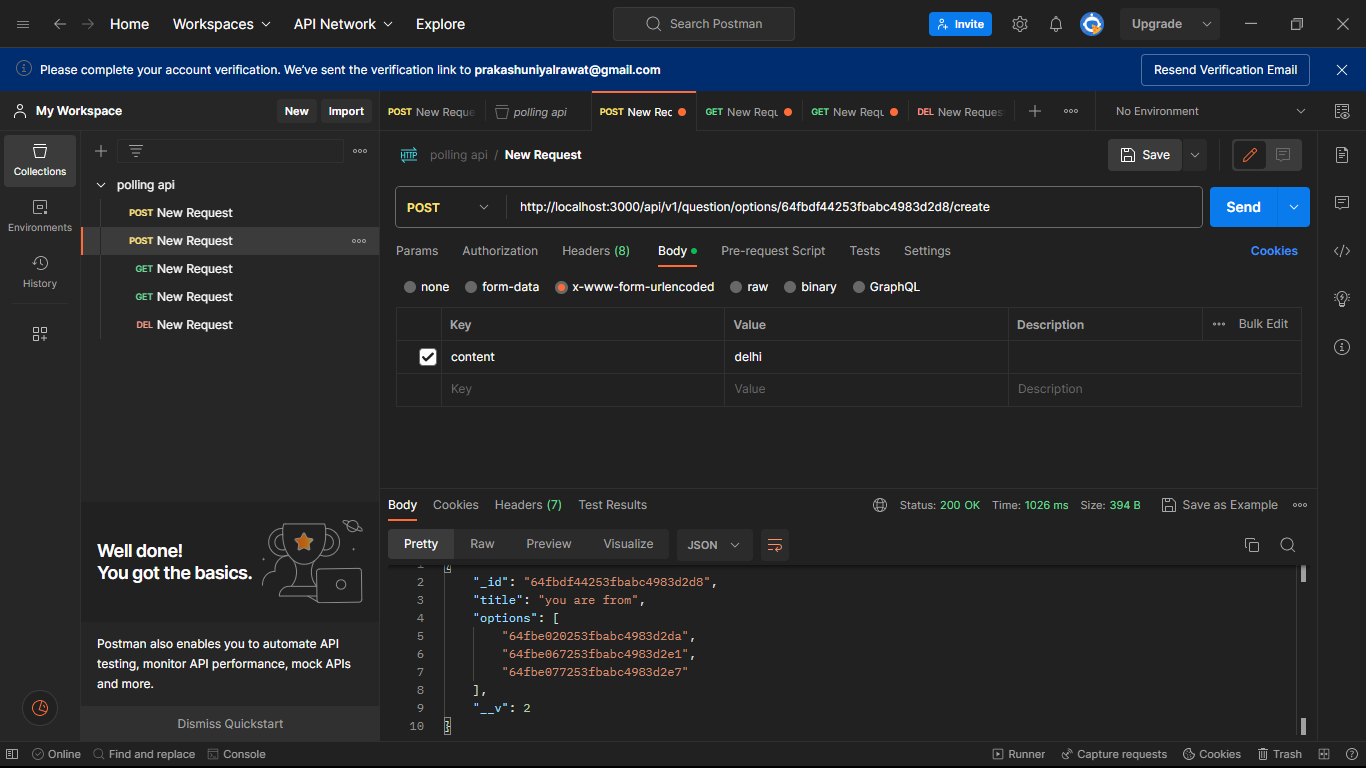 Home Workspaces API Network Explore Search Postman Invite Upgrade
Please complete your account verification. We've sent the verification link to prakashuniyalrawat@gmail.com Resend Verification Email
My Workspace New Import
POST New Reque polling api POST New Rec GET New Requ GET New Requ DEL New Reques No Environment
Collections
Environments
History
polling api
POST New Request
POST New Request
GET New Request
GET New Request
DEL New Request
HTTP polling api / New Request Save
POST http://localhost:3000/api/v1/question/options/64fbdf44253fbabc4983d2d8/create Send
Params Authorization Headers (8) Body Pre-request Script Tests Settings Cookies
none form-data x-www-form-urlencoded raw binary GraphQL
Key Value Description Bulk Edit
content delhi
Key Value Description
Body Cookies Headers (7) Test Results Status: 200 OK Time: 1026 ms Size: 394 B Save as Example
Pretty Raw Preview Visualize JSON
1 {
2 "_id": "64fbdf44253fbabc4983d2d8",
3 "title": "you are from",
4 "options": [
5 "64fbe020253fbabc4983d2da",
6 "64fbe067253fbabc4983d2e1",
7 "64fbe077253fbabc4983d2e7"
8 ],
9 "__v": 2
10 }
Well done!
You got the basics.
Postman also enables you to automate API
testing, monitor API performance, mock APIs
and more.
Dismiss Quickstart
Online Find and replace Console Runner Capture requests Cookies Trash